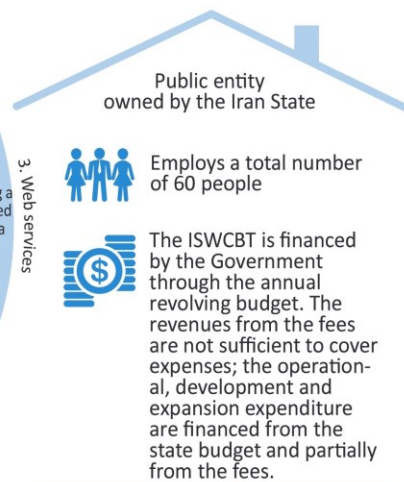 Public entity
owned by the Iran State
g a
ed
a
3. Web services
Employs a total number
of 60 people
$
The ISWCBT is financed
by the Government
through the annual
revolving budget. The
revenues from the fees
are not sufficient to cover
expenses; the operation-
al, development and
expansion expenditure
are financed from the
state budget and partially
from the fees.